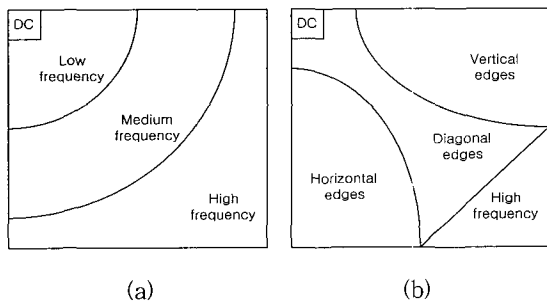 DC
Low
frequency
Medium
frequency
High
frequency
(a)
DC
Vertical
edges
Diagonal
edges
Horizontal
edges
High
frequency
(b)